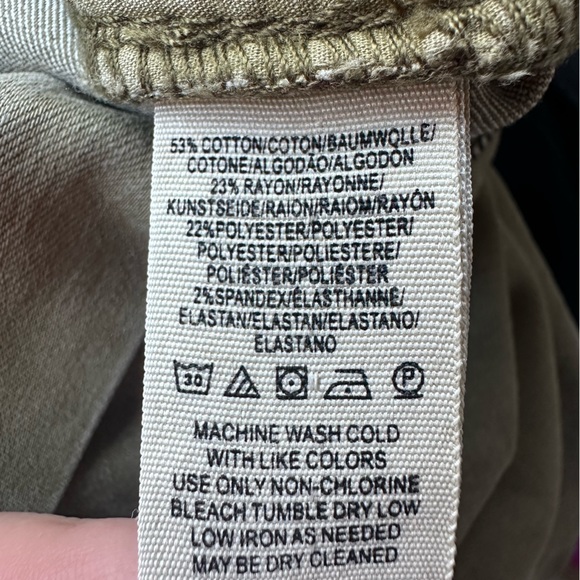 53% COTTON/COTON/BAUMWOLLE/
COTONE/ALGODÃO/ALGODÓN
23% RAYON/RAYONNE/
KUNSTSEIDE/RAION/RAIOM/RAYÓN
22%POLYESTER/POLYESTER/
POLYESTER/POLIESTERE/
POLIÉSTER/POLIÉSTER
2%SPANDEX/ÉLASTHANNE/
ELASTAN/ELASTAN/ELASTANO/
ELASTANO
30 P
MACHINE WASH COLD
WITH LIKE COLORS
USE ONLY NON-CHLORINE
BLEACH TUMBLE DRY LOW
LOW IRON AS NEEDED
MAY BE DRY CLEANED